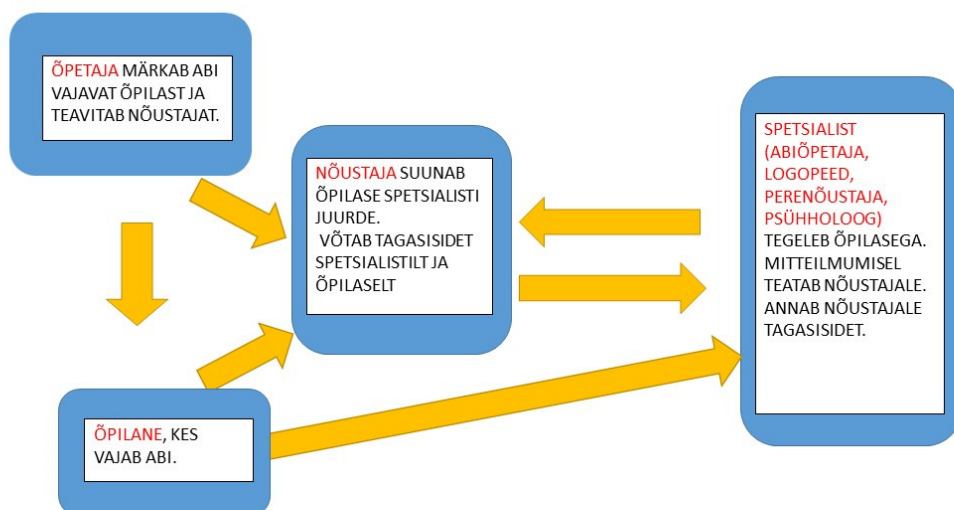 ÕPETAJA MÄRKAB ABI
VAJAVAT ÕPILAST JA
TEAVITAB NÕUSTAJAT.
NÕUSTAJA SUUNAB
ÕPILASE SPETSIALISTI
JUURDE.
VÕTAB TAGASISIDET
SPETSIALISTILT JA
ÕPILASELT
SPETSIALIST
(ABIÕPETAJA,
LOGOPEED,
PERENÕUSTAJA,
PSÜHHOLOOG)
TEGELEB ÕPILASEGA.
MITTEILMUMISEL
TEATAB NÕUSTAJALE.
ANNAB NÕUSTAJALE
TAGASISIDET.
ÕPILANE, KES
VAJAB ABI.